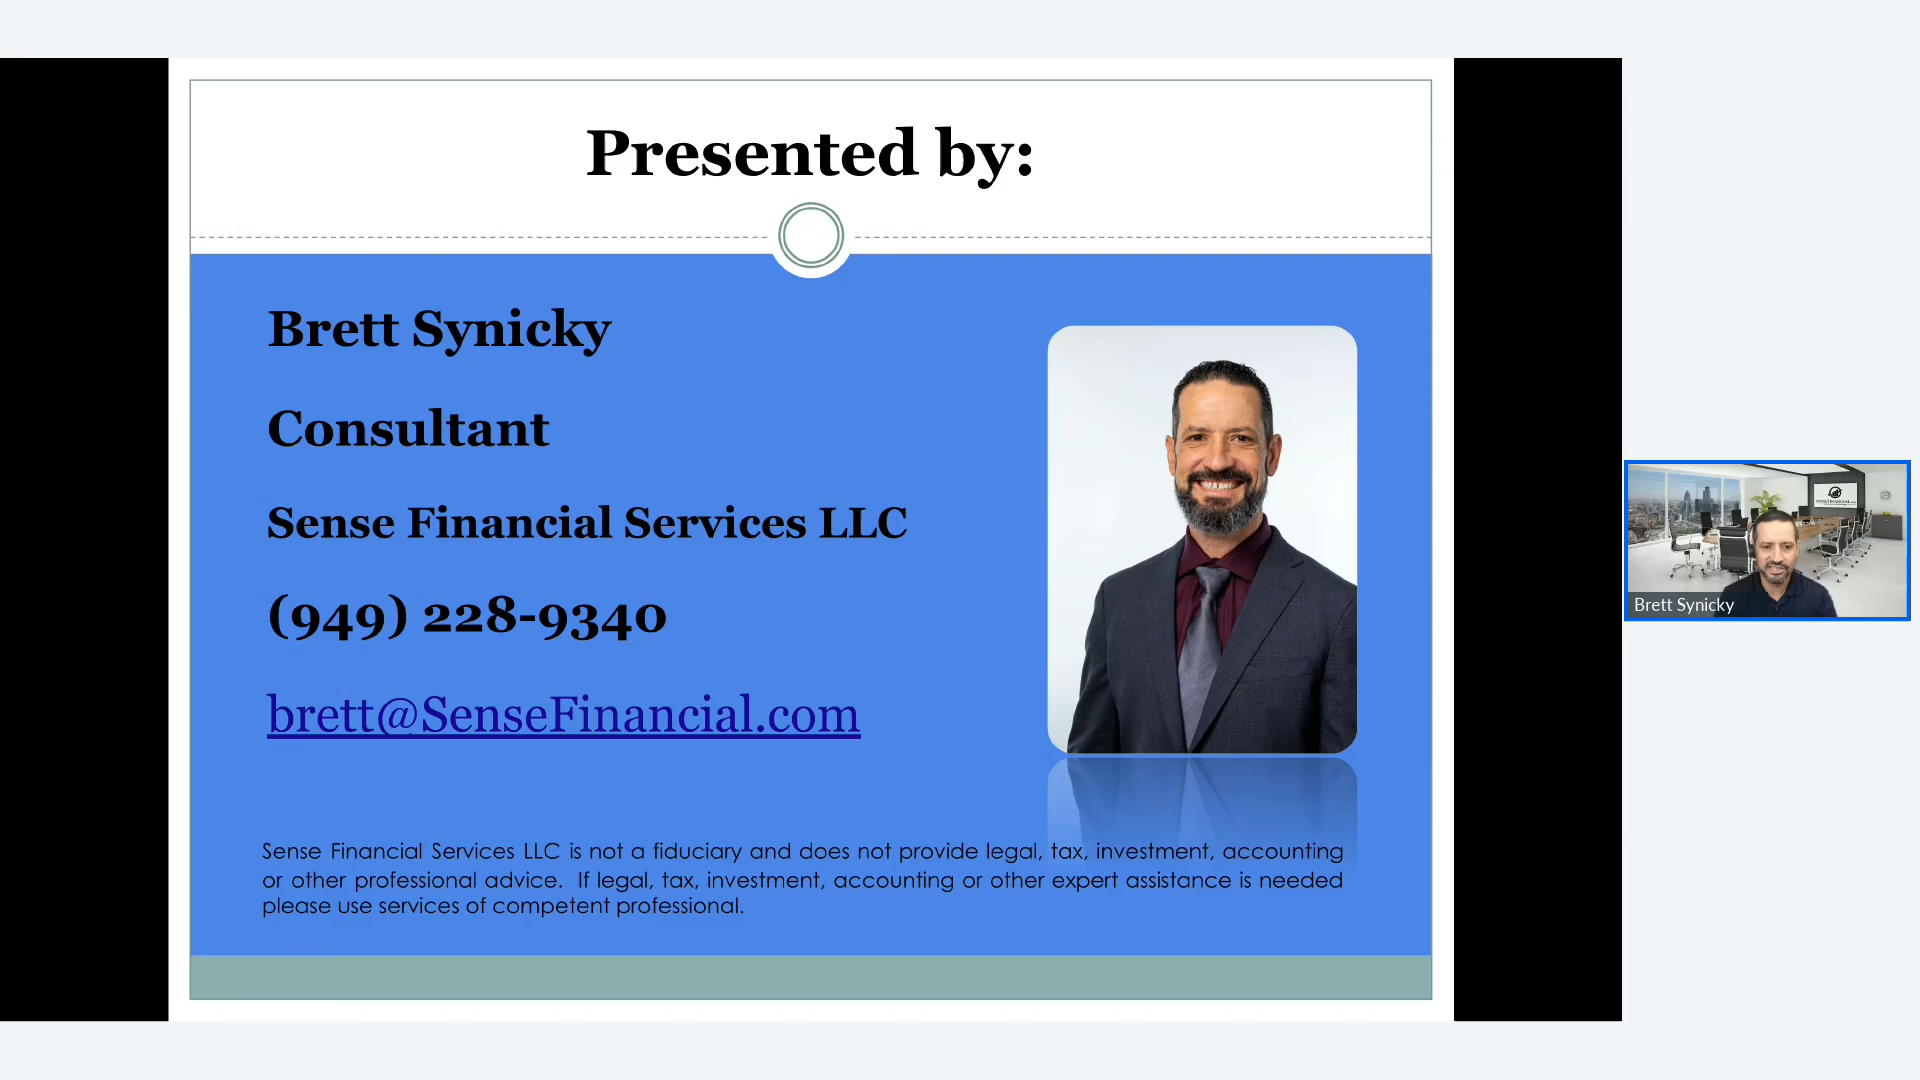 Presented by:
Brett Synicky
Consultant
Sense Financial Services LLC
(949) 228-9340
brett@SenseFinancial.com
Sense Financial Services LLC is not a fiduciary and does not provide legal, tax, investment, accounting
or other professional advice.  If legal, tax, investment, accounting or other expert assistance is needed
please use services of competent professional.
Brett Synicky